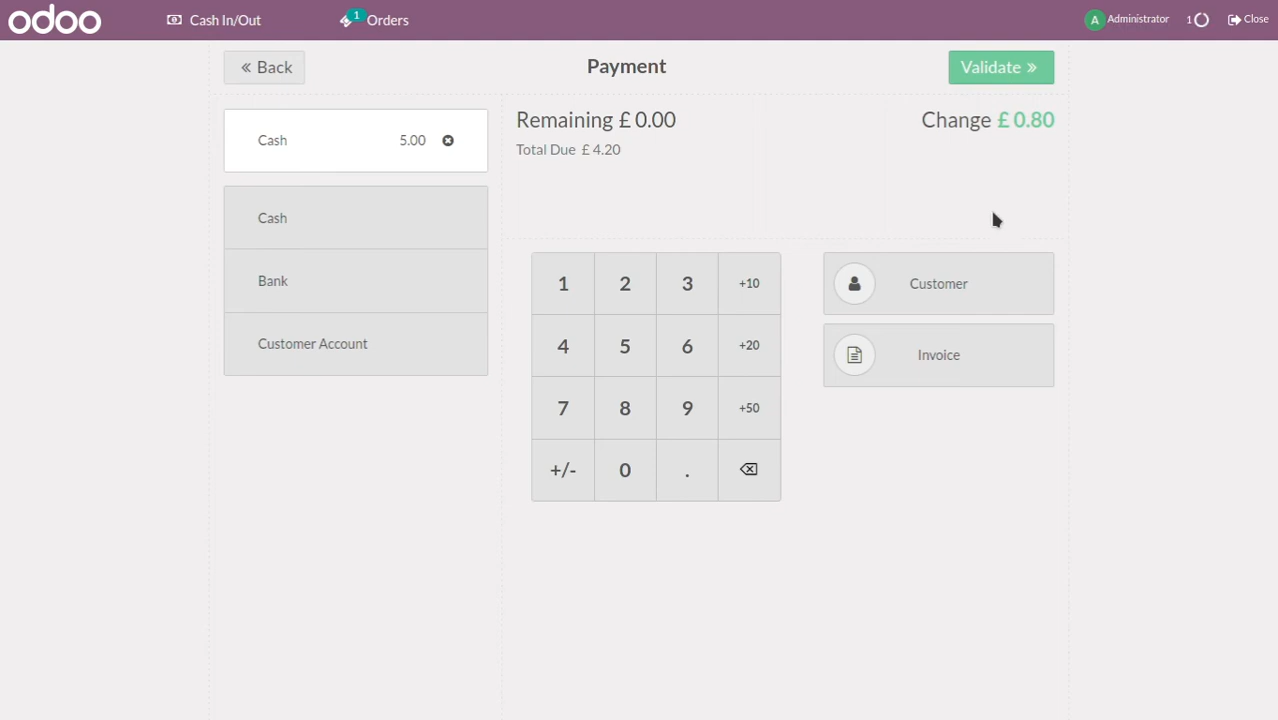 odoo Cash In/Out 1 Orders A Administrator 1 Close
« Back Payment Validate »
Cash 5.00
Remaining £ 0.00 Change £ 0.80
Total Due £ 4.20
Cash
Bank
Customer Account
1 2 3 +10
4 5 6 +20
7 8 9 +50
+/- 0 .
Customer
Invoice